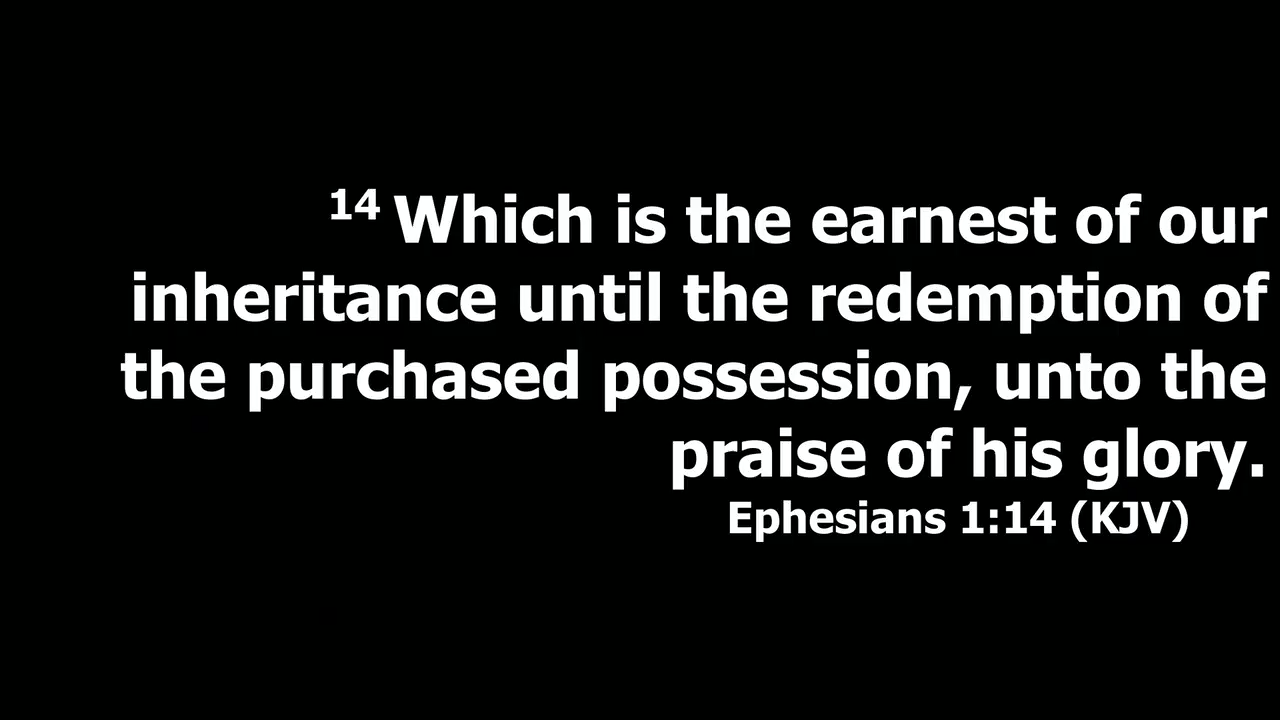 14 Which is the earnest of our
inheritance until the redemption of
the purchased possession, unto the
praise of his glory.
Ephesians 1:14 (KJV)